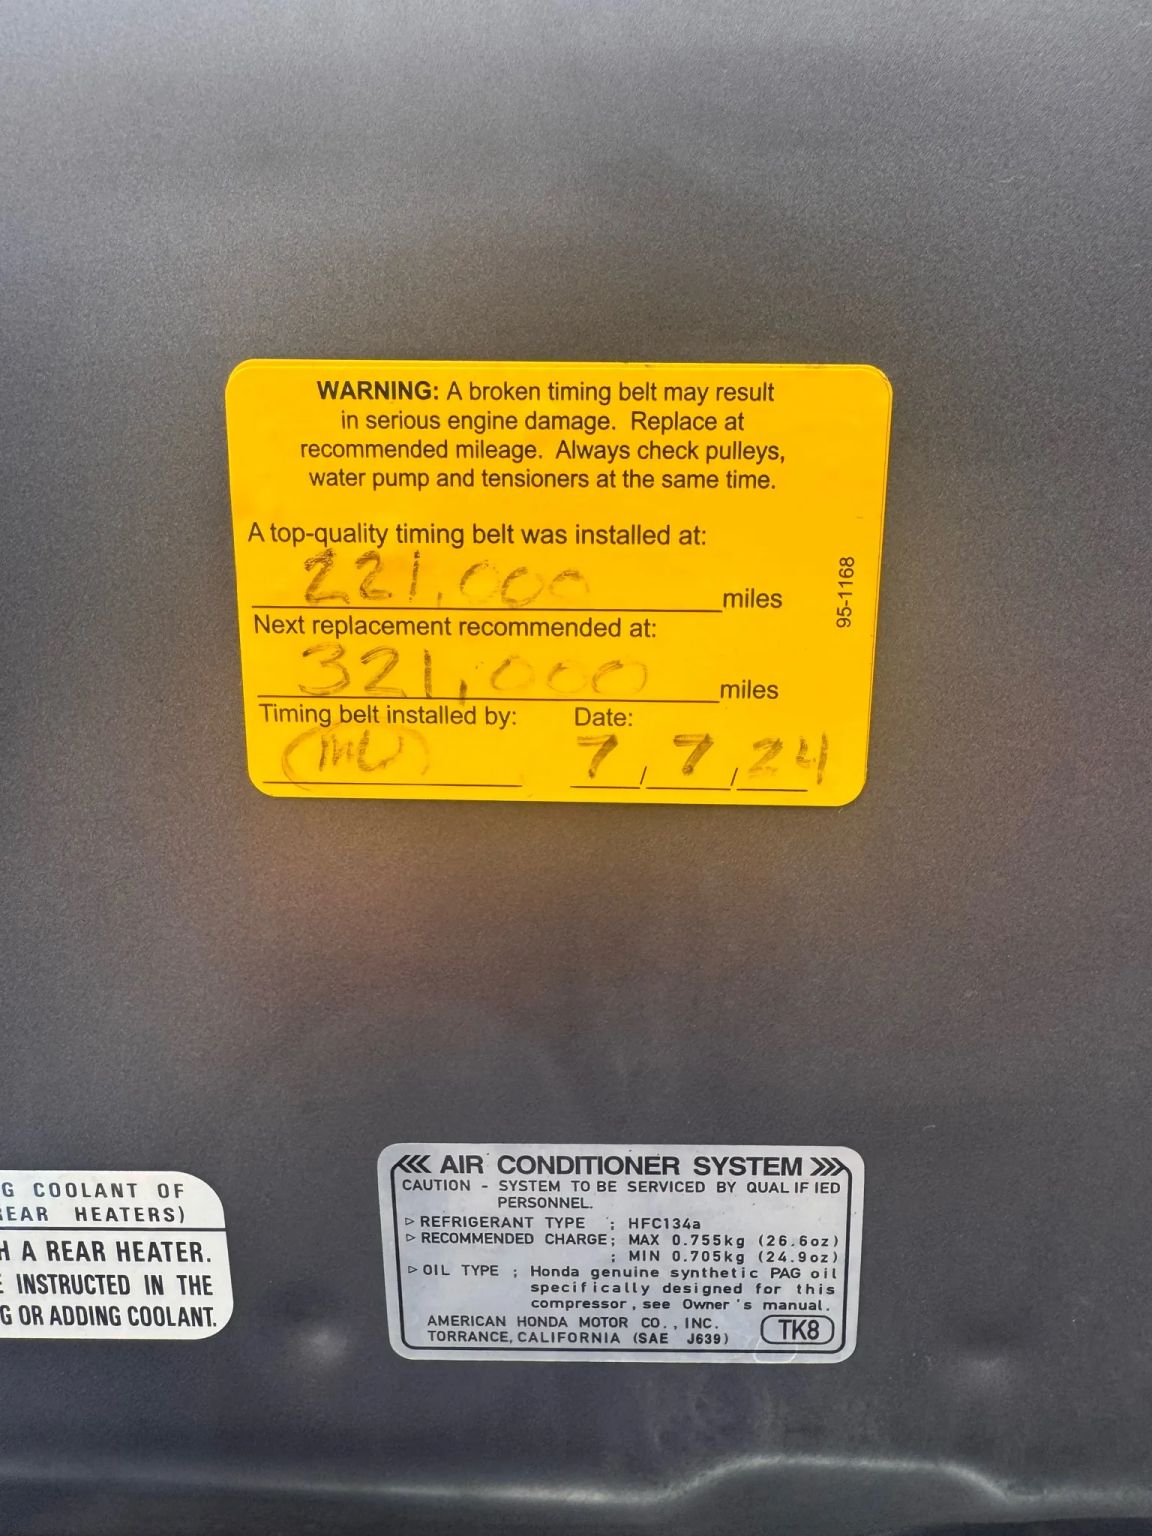 WARNING: A broken timing belt may result
in serious engine damage. Replace at
recommended mileage. Always check pulleys,
water pump and tensioners at the same time.
A top-quality timing belt was installed at:
221,000 miles
Next replacement recommended at:
321,000 miles
Timing belt installed by: Date:
7 / 7 / 24
95-1168
G COOLANT OF
REAR HEATERS)
H A REAR HEATER.
E INSTRUCTED IN THE
G OR ADDING COOLANT.
AIR CONDITIONER SYSTEM
CAUTION - SYSTEM TO BE SERVICED BY QUALIFIED
PERSONNEL.
▷ REFRIGERANT TYPE ; HFC134a
▷ RECOMMENDED CHARGE; MAX 0.755kg (26.6oz)
; MIN 0.705kg (24.9oz)
▷ OIL TYPE ; Honda genuine synthetic PAG oil
specifically designed for this
compressor, see Owner's manual.
AMERICAN HONDA MOTOR CO., INC.
TORRANCE, CALIFORNIA (SAE J639)
TK8